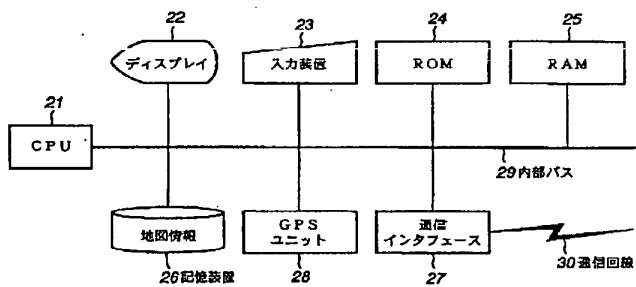 22
ディスプレイ
23
入力装置
24
ROM
25
RAM
21
CPU
29内部バス
地図情報
26記憶装置
GPS
ユニット
28
通信
インタフェース
27
30通信回線